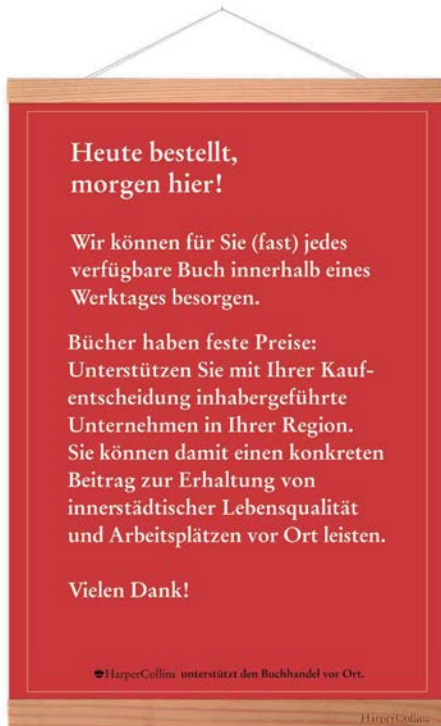 Heute bestellt,
morgen hier!
Wir können für Sie (fast) jedes
verfügbare Buch innerhalb eines
Werktages besorgen.
Bücher haben feste Preise:
Unterstützen Sie mit Ihrer Kauf-
entscheidung inhabergeführte
Unternehmen in Ihrer Region.
Sie können damit einen konkreten
Beitrag zur Erhaltung von
innerstädtischer Lebensqualität
und Arbeitsplätzen vor Ort leisten.
Vielen Dank!
HarperCollins unterstützt den Buchhandel vor Ort.
HarperCollins